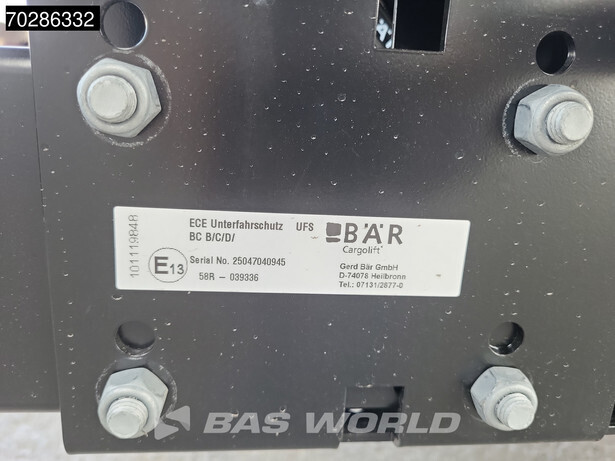 70286332
101119848
ECE Unterfahrschutz UFS
BC B/C/D/
Serial No. 25047040945
E13
58R - 039336
BÄR
Cargolift
Gerd Bär GmbH
D-74078 Heilbronn
Tel.: 07131/2877-0
BAS WORLD